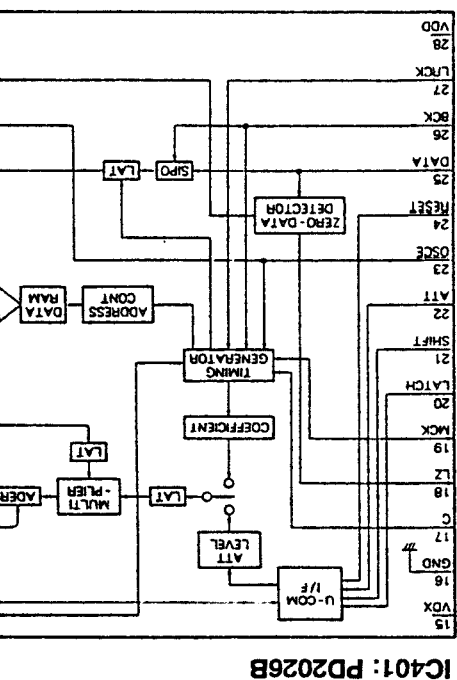 IC401 : PD2026B
15
VDX
16
GND
17
C
18
LZ
19
MCK
20
LATCH
21
SHIFT
22
ATT
23
OSCE
24
RESET
25
DATA
26
BCK
27
LRCK
28
VDD
U-COM
I/F
ATT
LEVEL
LAT
MULTI
-PLIER
ADER
LAT
COEFFICIENT
TIMING
GENERATOR
ADDRESS
CONT
DATA
RAM
ZERO-DATA
DETECTOR
SIPO
LAT